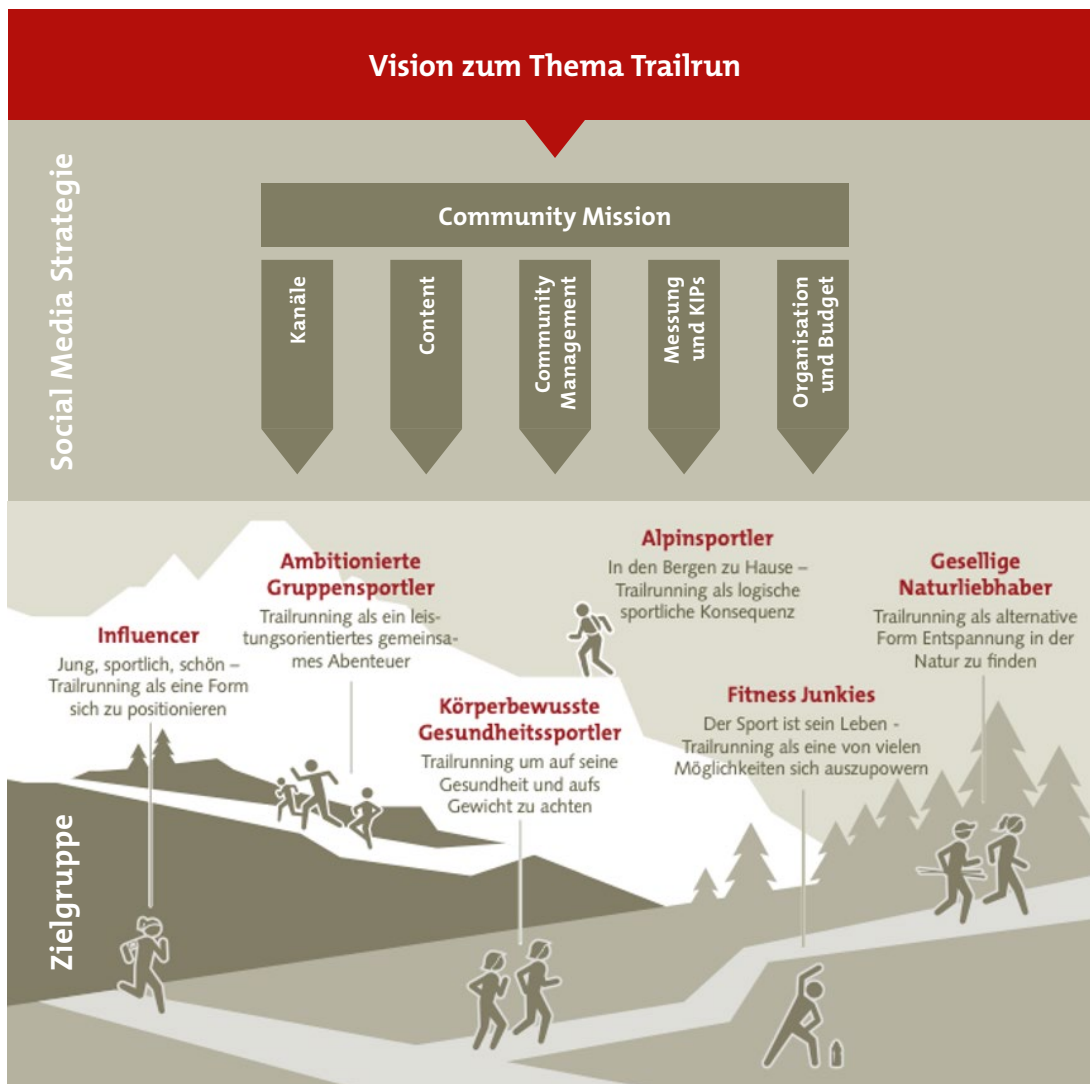 Vision zum Thema Trailrun
Social Media Strategie
Community Mission
Kanäle
Content
Community
Management
Messung
und KIPs
Organisation
und Budget
Zielgruppe
Influencer
Jung, sportlich, schön –
Trailrunning als eine Form
sich zu positionieren
Ambitionierte
Gruppensportler
Trailrunning als ein leis-
tungsorientiertes gemeinsa-
mes Abenteuer
Körperbewusste
Gesundheitssportler
Trailrunning um auf seine
Gesundheit und aufs
Gewicht zu achten
Alpinsportler
In den Bergen zu Hause –
Trailrunning als logische
sportliche Konsequenz
Fitness Junkies
Der Sport ist sein Leben -
Trailrunning als eine von vielen
Möglichkeiten sich auszupowern
Gesellige
Naturliebhaber
Trailrunning als alternative
Form Entspannung in der
Natur zu finden